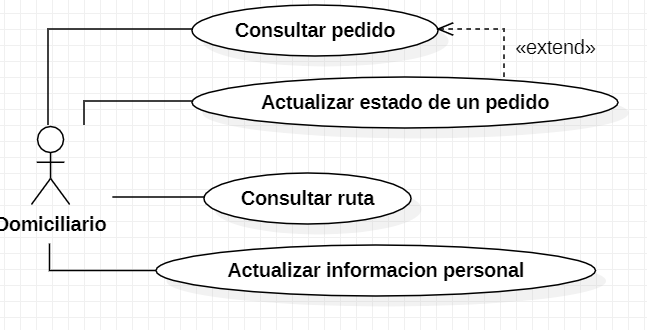 Consultar pedido
«extend»
Actualizar estado de un pedido
Consultar ruta
Domiciliario
Actualizar informacion personal